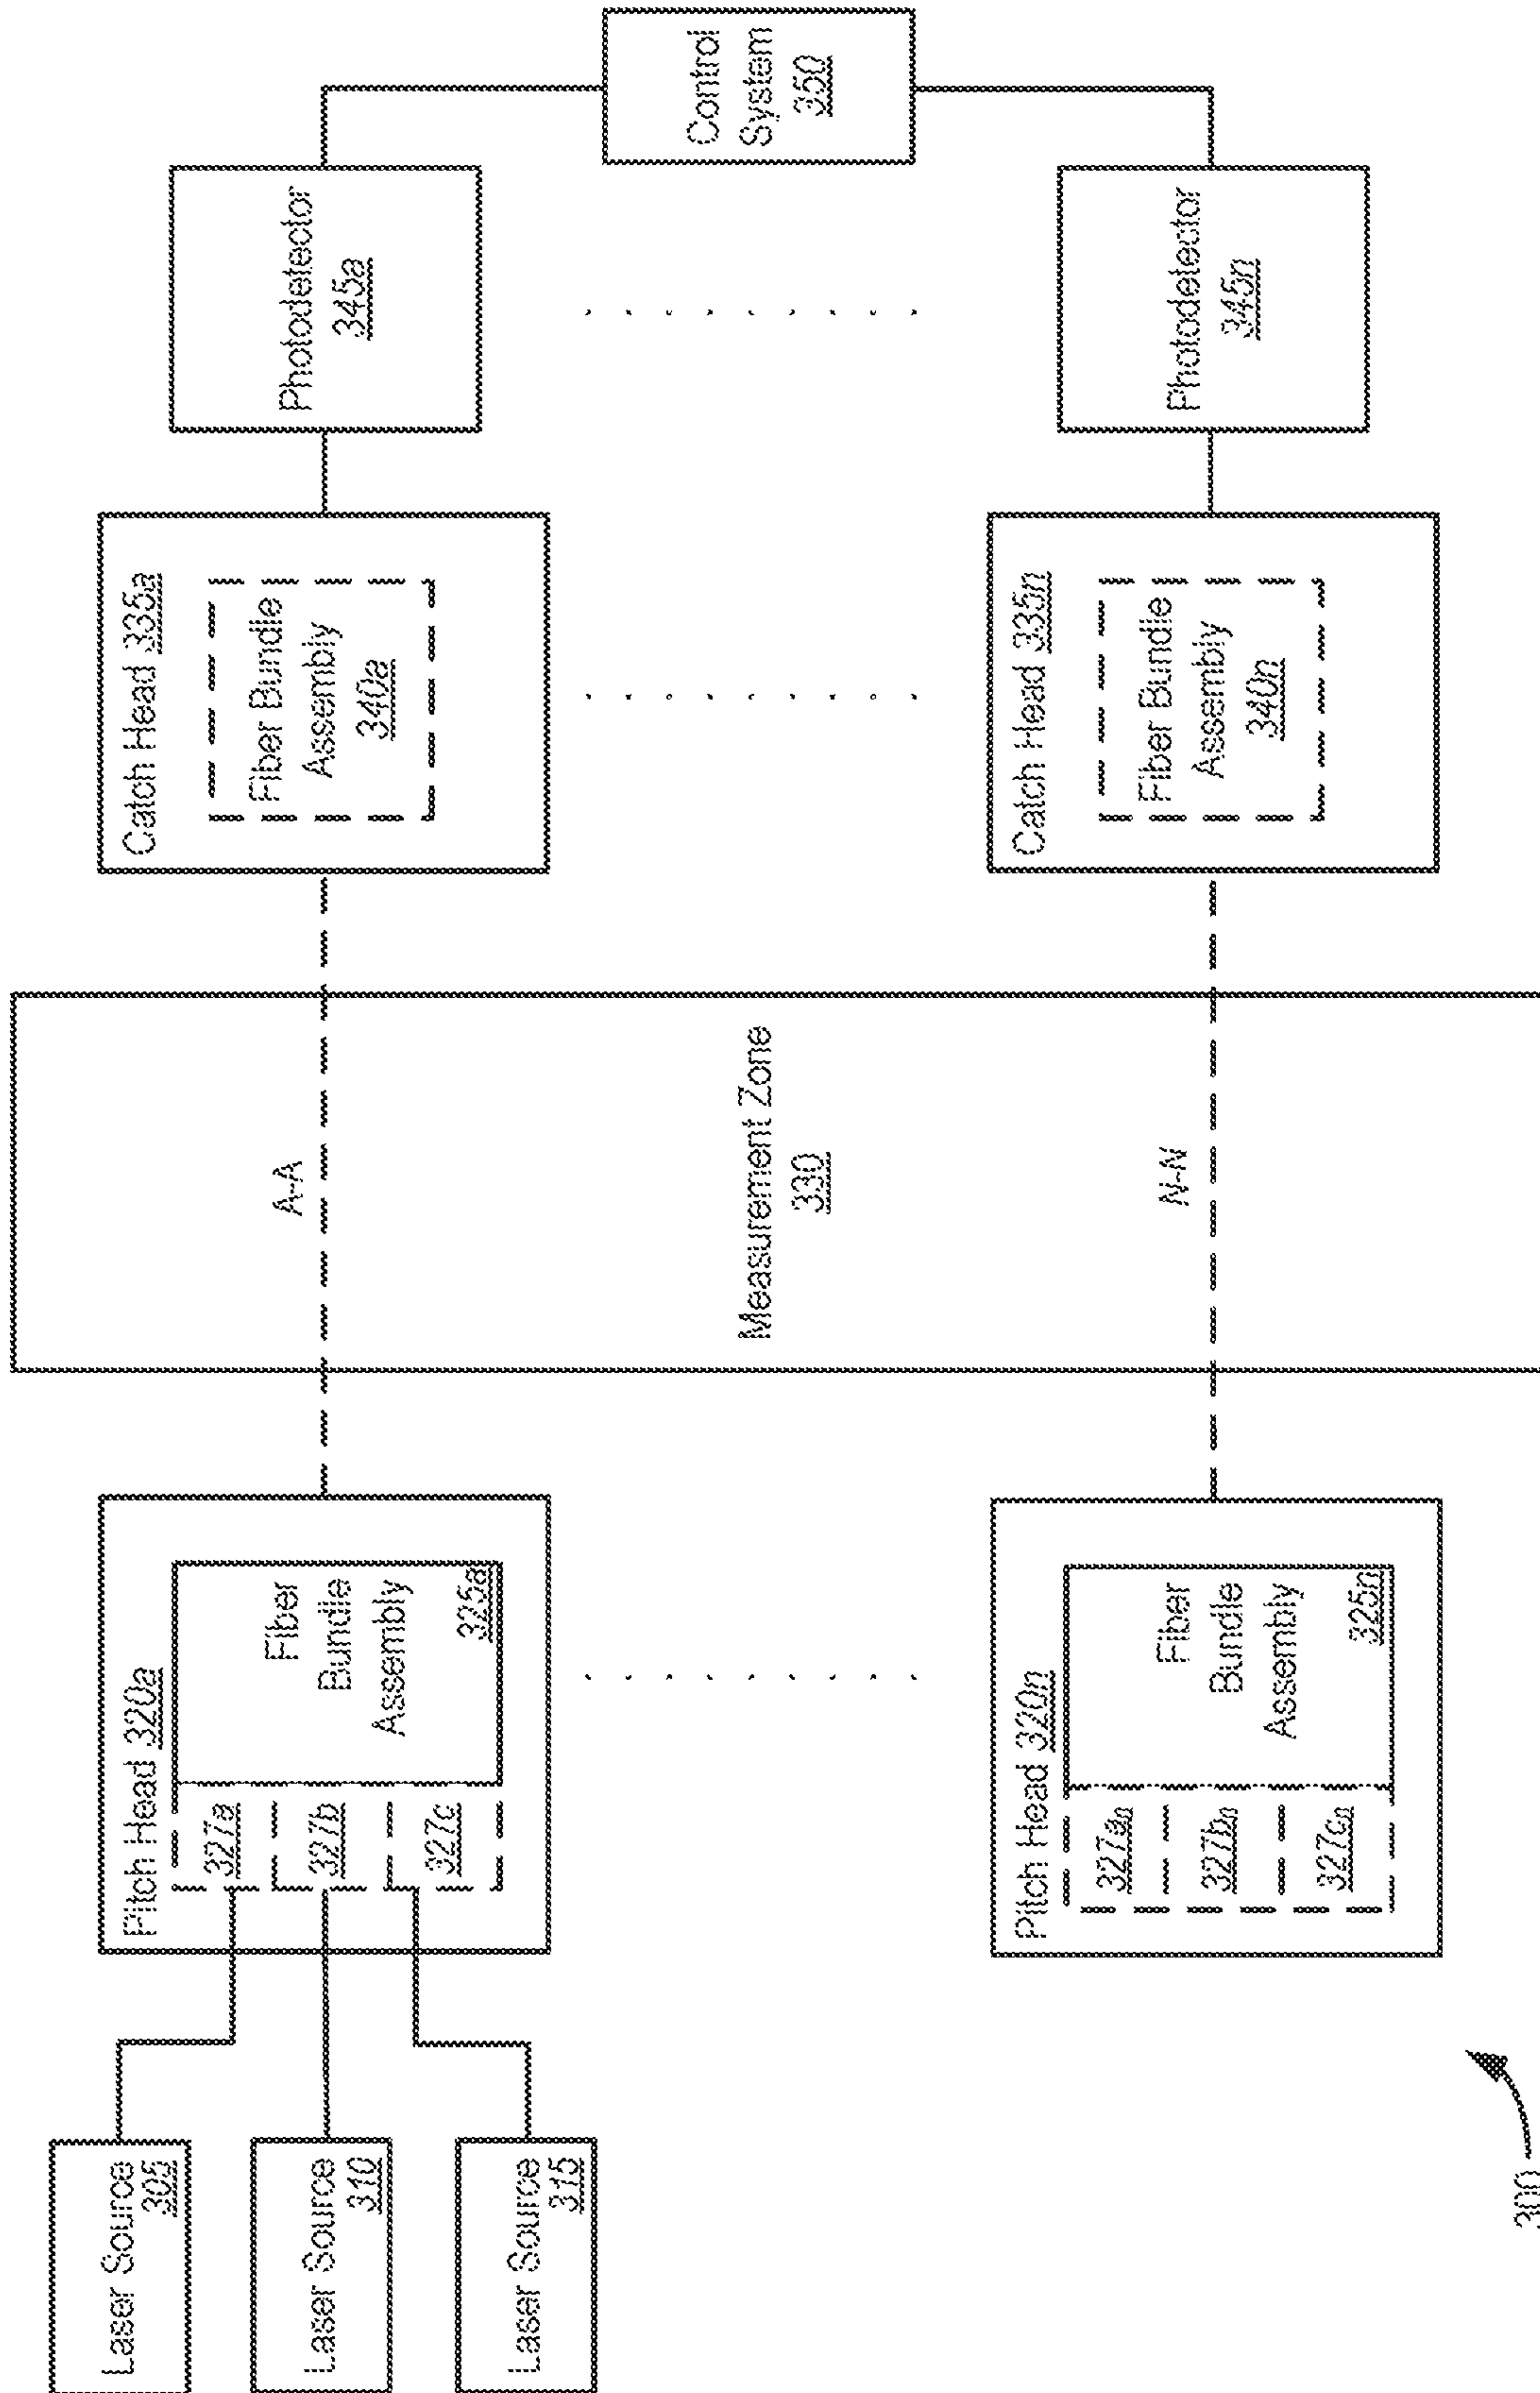 Laser Source
305
Laser Source
310
Laser Source
315
Pitch Head 320a
327a
327b
327c
Fiber
Bundle
Assembly
325a
A-A
Measurement Zone
330
Catch Head 335a
Fiber Bundle
Assembly
340a
Photodetector
345a
Control
System
350
Pitch Head 320n
327aₙ
327bₙ
327cₙ
Fiber
Bundle
Assembly
325n
N-N
Catch Head 335n
Fiber Bundle
Assembly
340n
Photodetector
345n
300